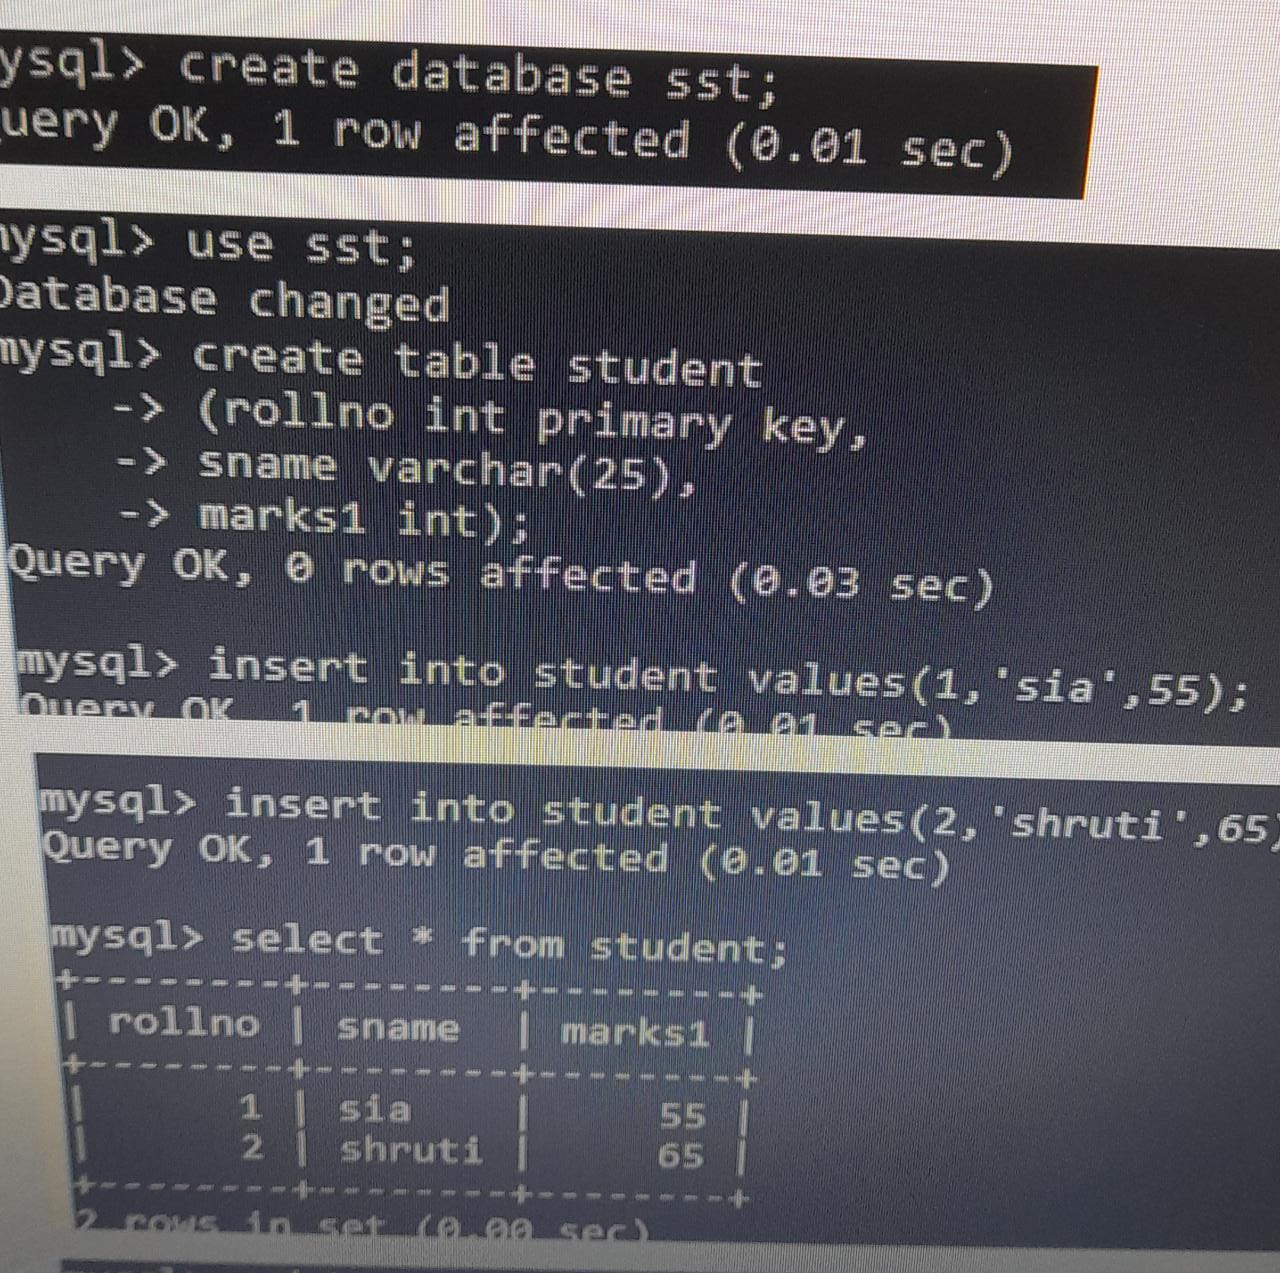 ysql> create database sst;
uery OK, 1 row affected (0.01 sec)
mysql> use sst;
Database changed
mysql> create table student
-> (rollno int primary key,
-> sname varchar(25),
-> marks1 int);
Query OK, 0 rows affected (0.03 sec)
mysql> insert into student values(1,'sia',55);
Query OK, 1 row affected (0.01 sec)
mysql> insert into student values(2,'shruti',65)
Query OK, 1 row affected (0.01 sec)
mysql> select * from student;
+--------+--------+--------+
| rollno | sname | marks1 |
+--------+--------+--------+
| 1 | sia | 55 |
| 2 | shruti | 65 |
+--------+--------+--------+
2 rows in set (0.00 sec)